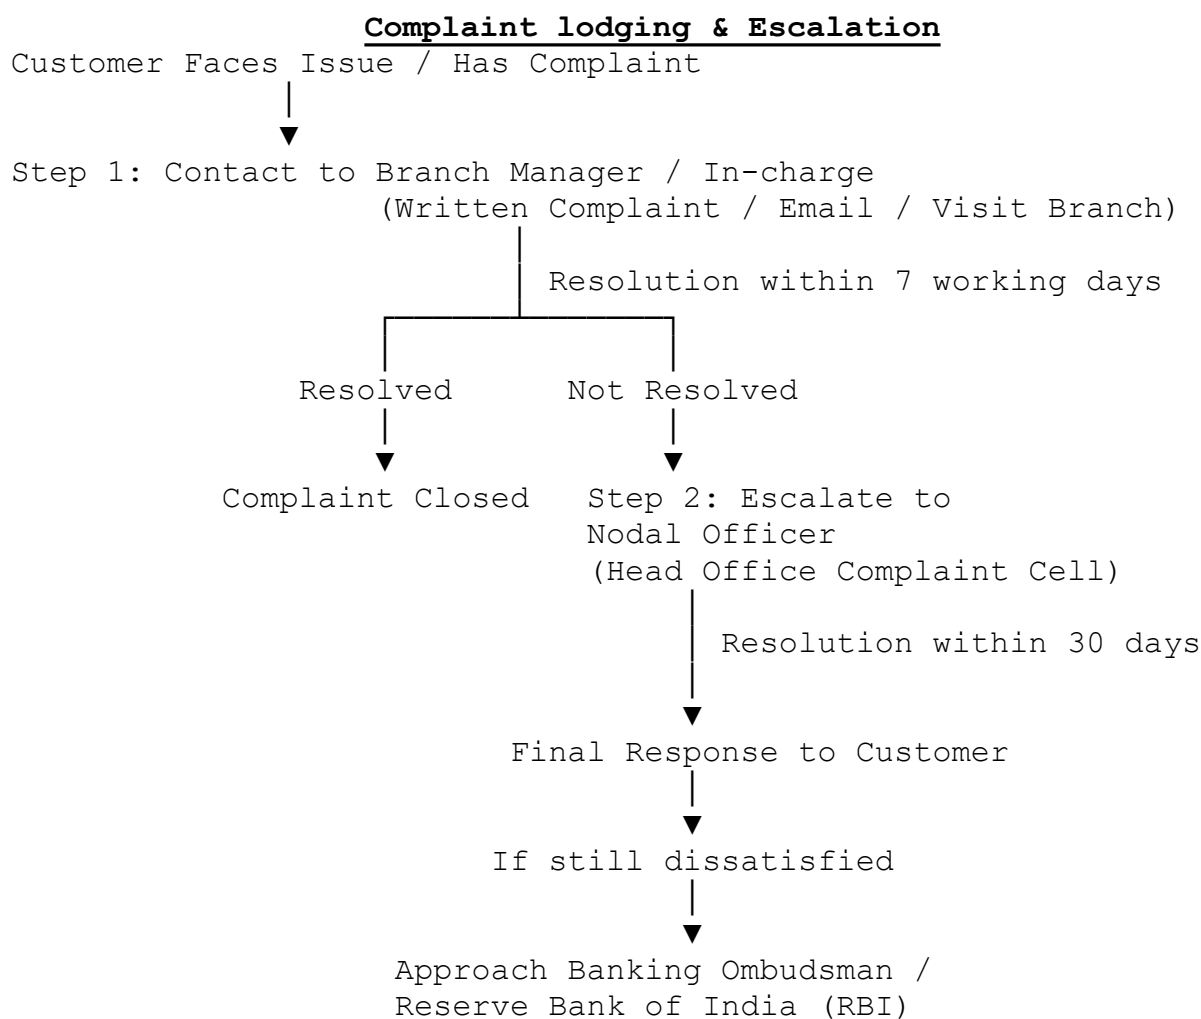 Complaint lodging & Escalation
Customer Faces Issue / Has Complaint
Step 1: Contact to Branch Manager / In-charge
(Written Complaint / Email / Visit Branch)
Resolution within 7 working days
Resolved Not Resolved
Complaint Closed Step 2: Escalate to
Nodal Officer
(Head Office Complaint Cell)
Resolution within 30 days
Final Response to Customer
If still dissatisfied
Approach Banking Ombudsman /
Reserve Bank of India (RBI)